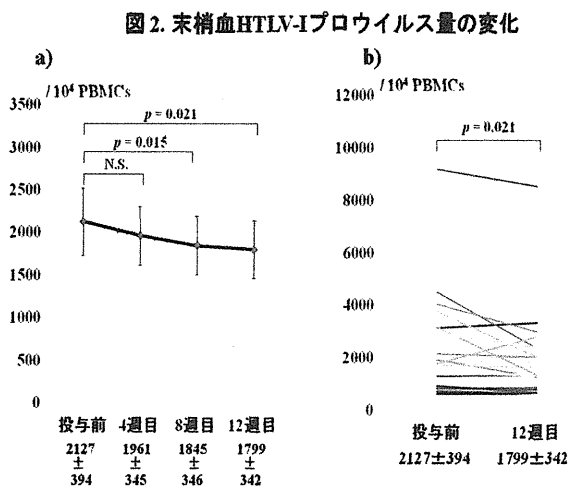 図2. 末梢血HTLV-Iプロウイルス量の変化
a)
/10⁴ PBMCs
3500
3000
2500
2000
1500
1000
500
0
p = 0.021
p = 0.015
N.S.
投与前 4週目 8週目 12週目
2127 1961 1845 1799
± ± ± ±
394 345 346 342
b)
/10⁴ PBMCs
12000
10000
8000
6000
4000
2000
0
p = 0.021
投与前 12週目
2127±394 1799±342